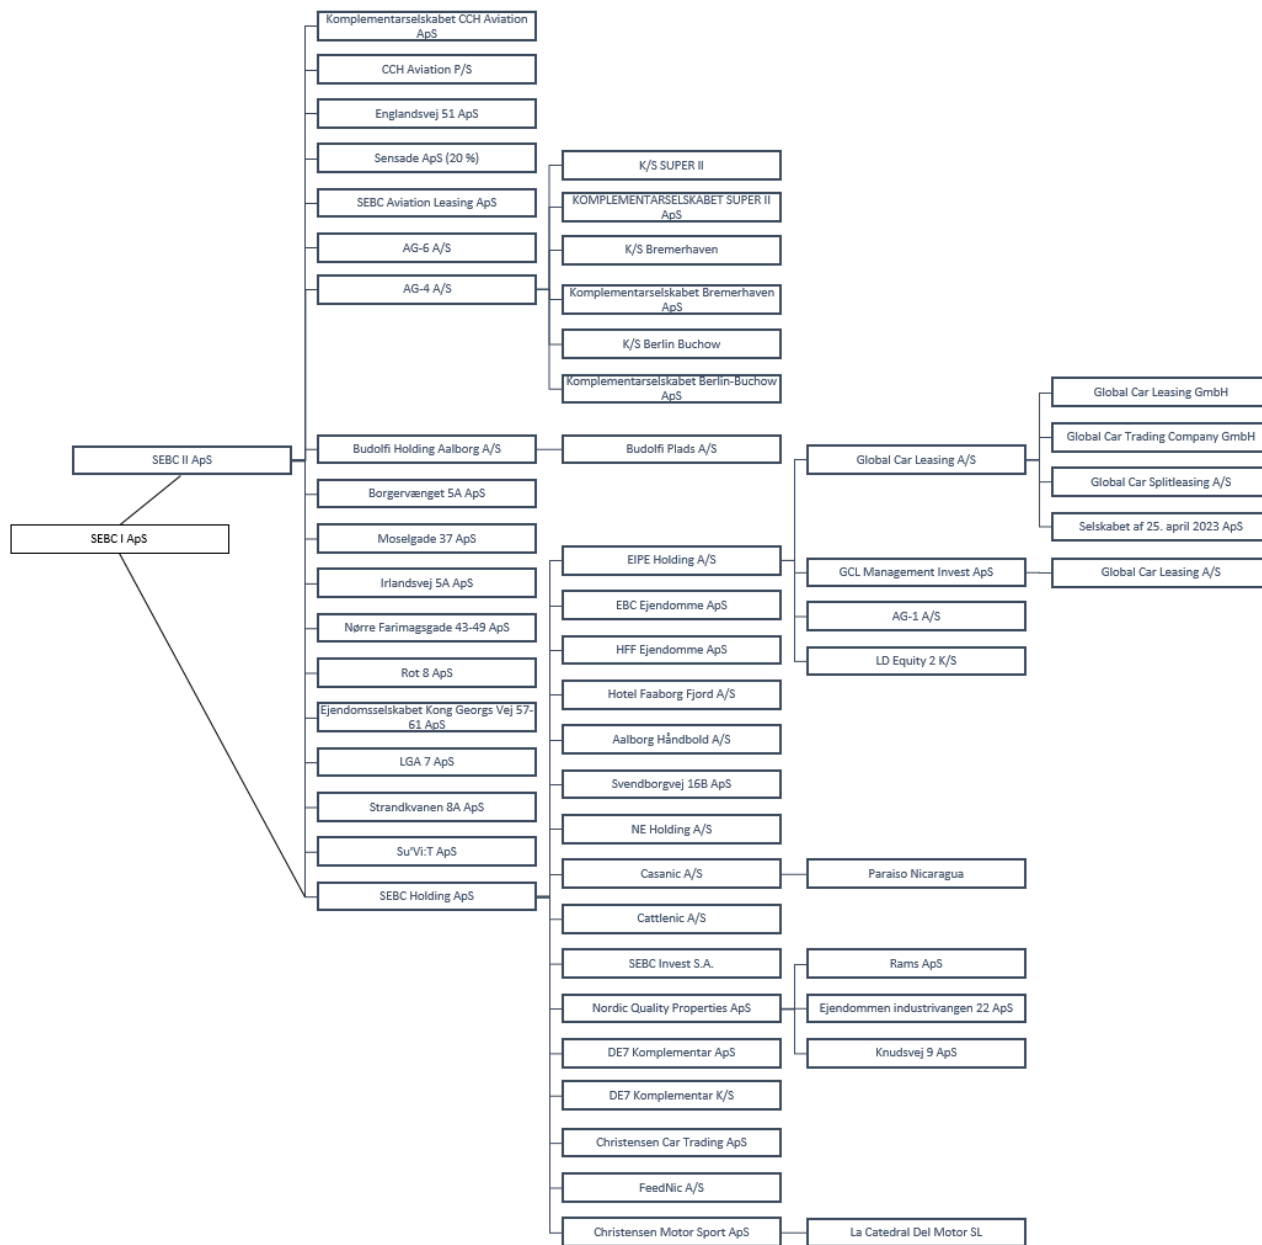 Komplementarselskabet CCH Aviation
ApS
CCH Aviation P/S
Englandsvej 51 ApS
Sensade ApS (20 %)
SEBC Aviation Leasing ApS
AG-6 A/S
AG-4 A/S
K/S SUPER II
KOMPLEMENTARSELSKABET SUPER II
ApS
K/S Bremerhaven
Komplementarselskabet Bremerhaven
ApS
K/S Berlin Buchow
Komplementarselskabet Berlin-Buchow
ApS
SEBC II ApS
SEBC I ApS
Budolfi Holding Aalborg A/S
Budolfi Plads A/S
Borgervænget 5A ApS
Moselgade 37 ApS
Irlandsvej 5A ApS
Nørre Farimagsgade 43-49 ApS
Rot 8 ApS
Ejendomsselskabet Kong Georgs Vej 57-
61 ApS
LGA 7 ApS
Strandkvanen 8A ApS
Su'Vi:T ApS
SEBC Holding ApS
EIPE Holding A/S
EBC Ejendomme ApS
HFF Ejendomme ApS
Hotel Faaborg Fjord A/S
Aalborg Håndbold A/S
Svendborgvej 16B ApS
NE Holding A/S
Casanic A/S
Paraiso Nicaragua
Cattlenic A/S
SEBC Invest S.A.
Nordic Quality Properties ApS
DE7 Komplementar ApS
DE7 Komplementar K/S
Christensen Car Trading ApS
FeedNic A/S
Christensen Motor Sport ApS
La Catedral Del Motor SL
Rams ApS
Ejendommen industrivangen 22 ApS
Knudsvej 9 ApS
Global Car Leasing A/S
GCL Management Invest ApS
AG-1 A/S
LD Equity 2 K/S
Global Car Leasing GmbH
Global Car Trading Company GmbH
Global Car Splitleasing A/S
Selskabet af 25. april 2023 ApS
Global Car Leasing A/S